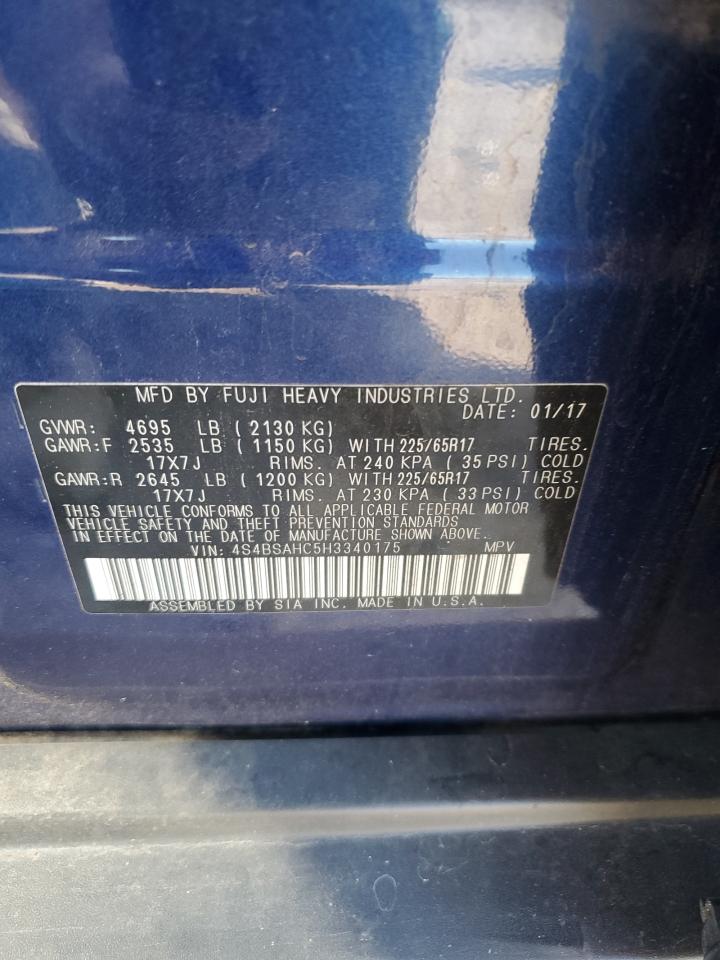 MFD BY FUJI HEAVY INDUSTRIES LTD.
DATE: 01/17
GVWR: 4695 LB ( 2130 KG)
GAWR:F 2535 LB ( 1150 KG) WITH 225/65R17 TIRES.
17X7J RIMS. AT 240 KPA ( 35 PSI) COLD
GAWR:R 2645 LB ( 1200 KG) WITH 225/65R17 TIRES.
17X7J RIMS. AT 230 KPA ( 33 PSI) COLD
THIS VEHICLE CONFORMS TO ALL APPLICABLE FEDERAL MOTOR
VEHICLE SAFETY AND THEFT PREVENTION STANDARDS
IN EFFECT ON THE DATE OF MANUFACTURE SHOWN ABOVE.
VIN: 4S4BSAHC5H3340175 MPV
ASSEMBLED BY SIA INC. MADE IN U.S.A.